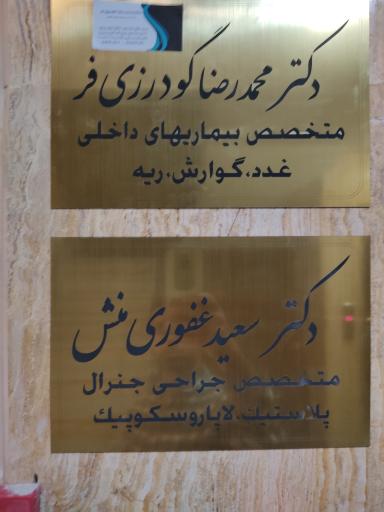 دکتر محمدرضا گودرزی فر
متخصص بیماریهای داخلی
غدد، گوارش، ریه
دکتر سعید غفوری منش
متخصص جراحی جنرال
پلاستیک، لاپاروسکوپیک